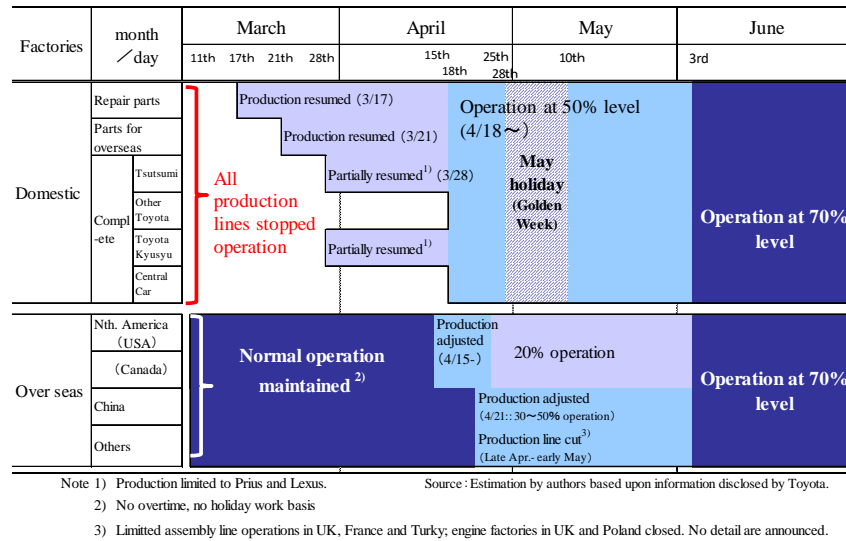 Factories
month
／day
March
April
May
June
11th 17th 21th 28th
15th
18th
25th
28th
10th
3rd
Domestic
Repair parts
Parts for
overseas
Compl
-ete
Tsutsumi
Other
Toyota
Toyota
Kyusyu
Central
Car
All
production
lines stopped
operation
Production resumed（3/17）
Production resumed（3/21）
Partially resumed1)（3/28）
Partially resumed1)
Operation at 50% level
(4/18～)
May
holiday
(Golden
Week)
Operation at 70%
level
Over seas
Nth. America
（USA）
（Canada）
China
Others
Normal operation
maintained 2)
Production
adjusted
（4/15-）
20% operation
Production adjusted
（4/21::30～50% operation）
Production line cut3)
（Late Apr.- early May）
Operation at 70%
level
Note 1) Production limited to Prius and Lexus.
Source：Estimation by authors based upon information disclosed by Toyota.
2) No overtime, no holiday work basis
3) Limitted assembly line operations in UK, France and Turky; engine factories in UK and Poland closed. No detail are announced.